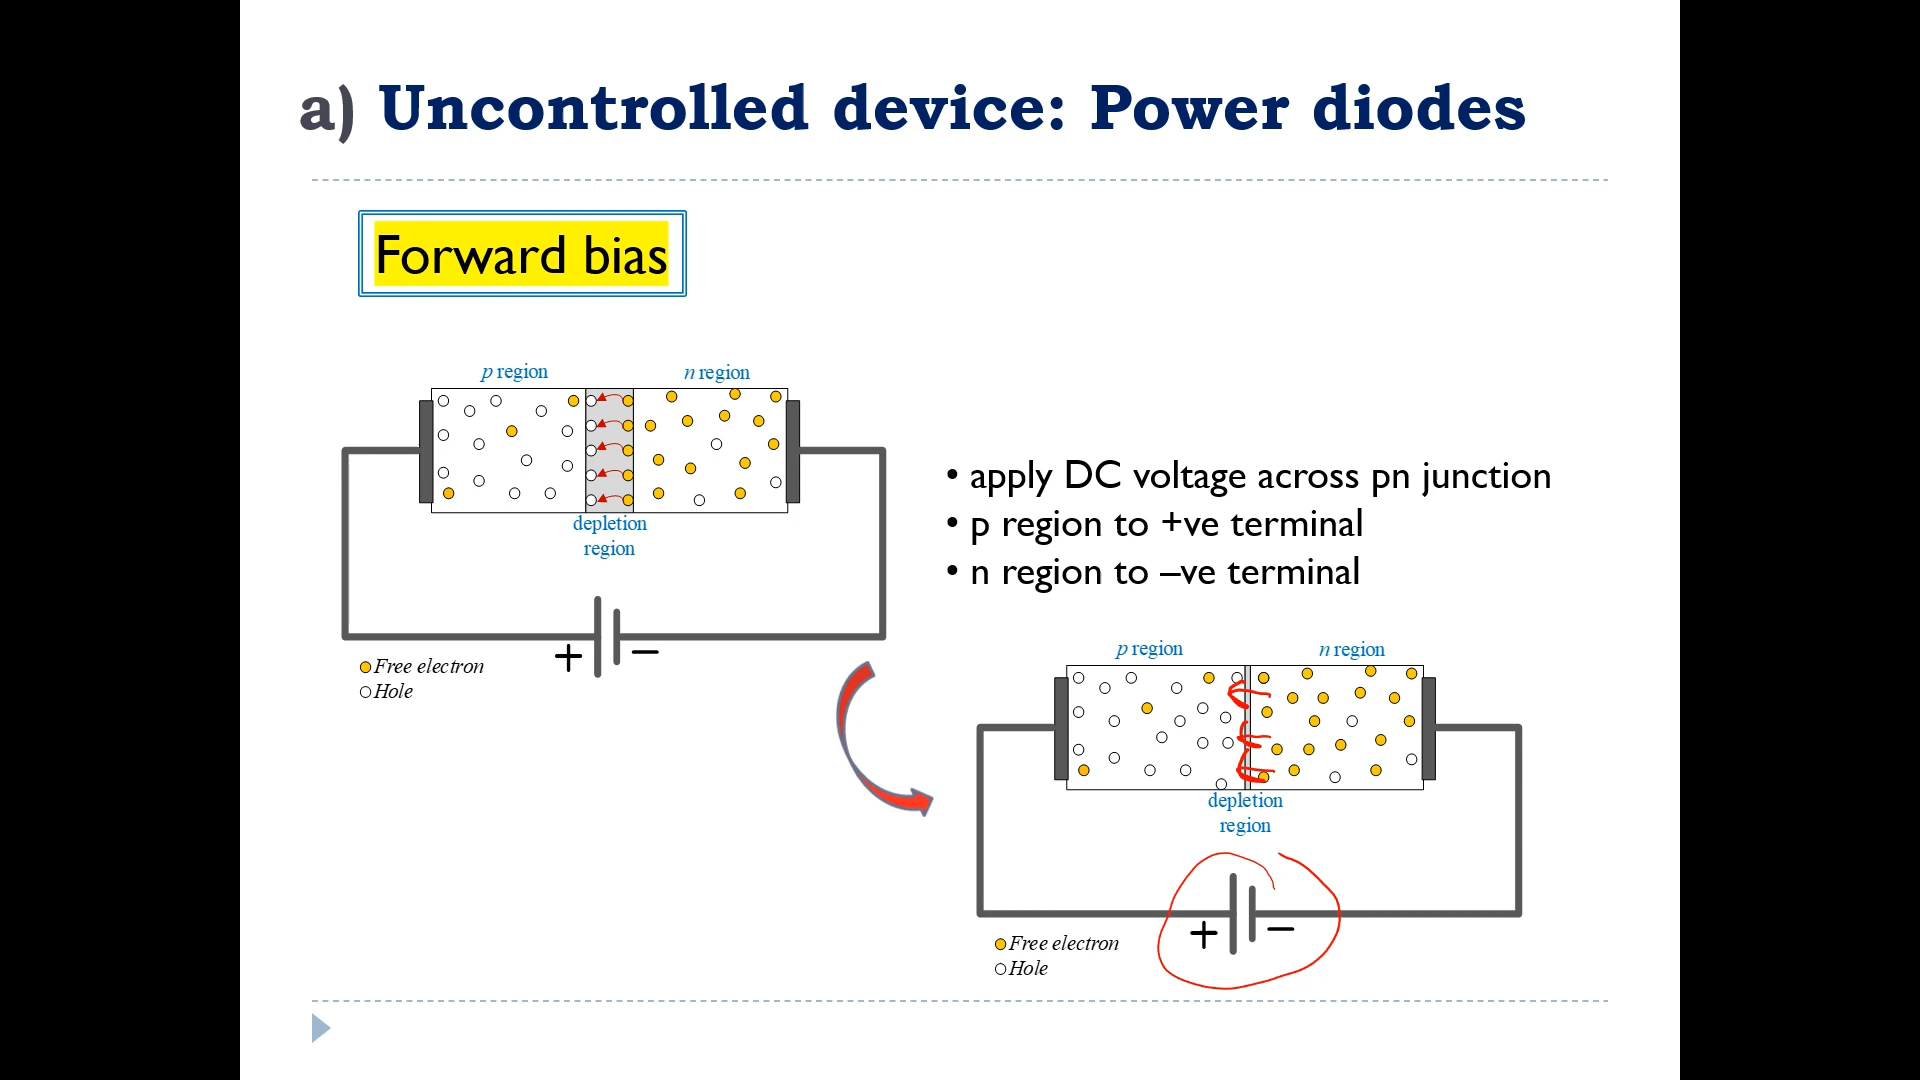 a) Uncontrolled device: Power diodes
Forward bias
p region
n region
depletion
region
+
–
Free electron
Hole
• apply DC voltage across pn junction
• p region to +ve terminal
• n region to –ve terminal
p region
n region
depletion
region
+
–
Free electron
Hole